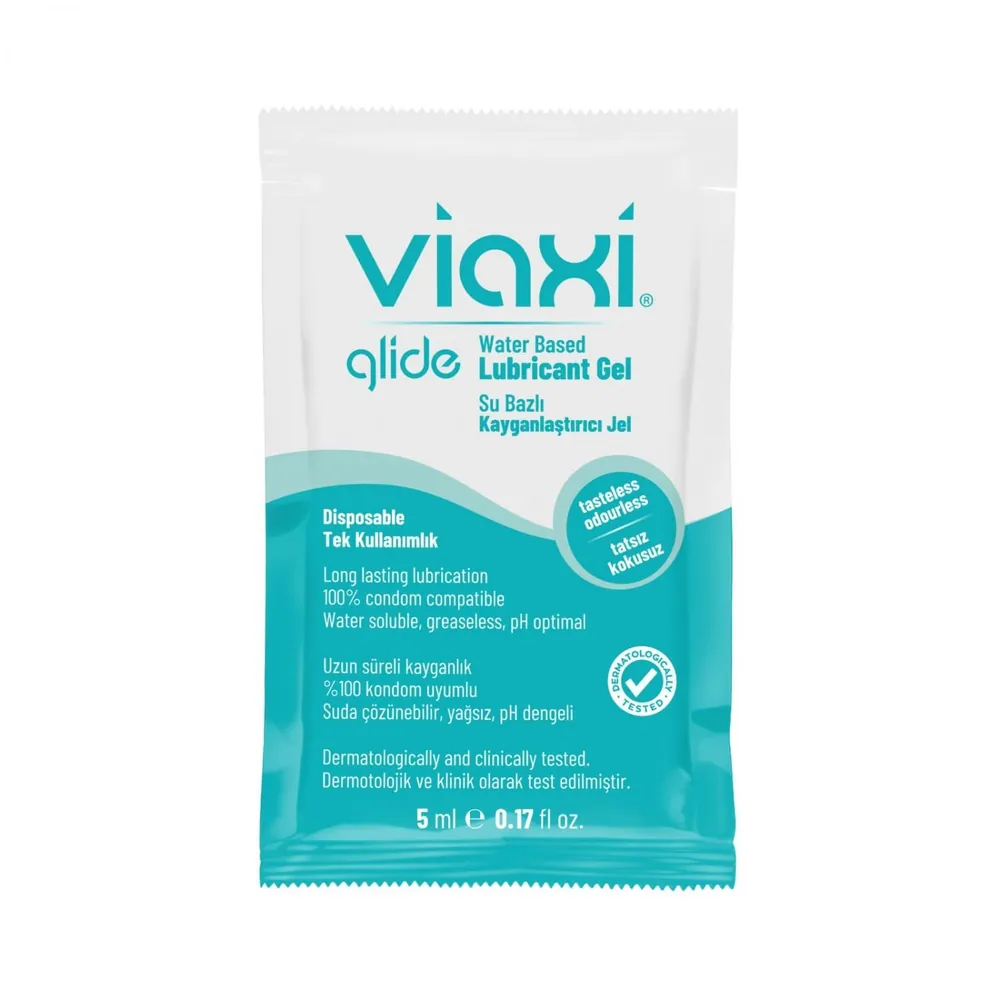 viaxi®
glide
Water Based
Lubricant Gel
Su Bazlı
Kayganlaştırıcı Jel
tasteless
odourless
tatsız
kokusuz
Disposable
Tek Kullanımlık
Long lasting lubrication
100% condom compatible
Water soluble, greaseless, pH optimal
Uzun süreli kayganlık
%100 kondom uyumlu
Suda çözünebilir, yağsız, pH dengeli
DERMATOLOGICALLY
TESTED
Dermatologically and clinically tested.
Dermotolojik ve klinik olarak test edilmiştir.
5 ml ℮ 0.17 fl oz.